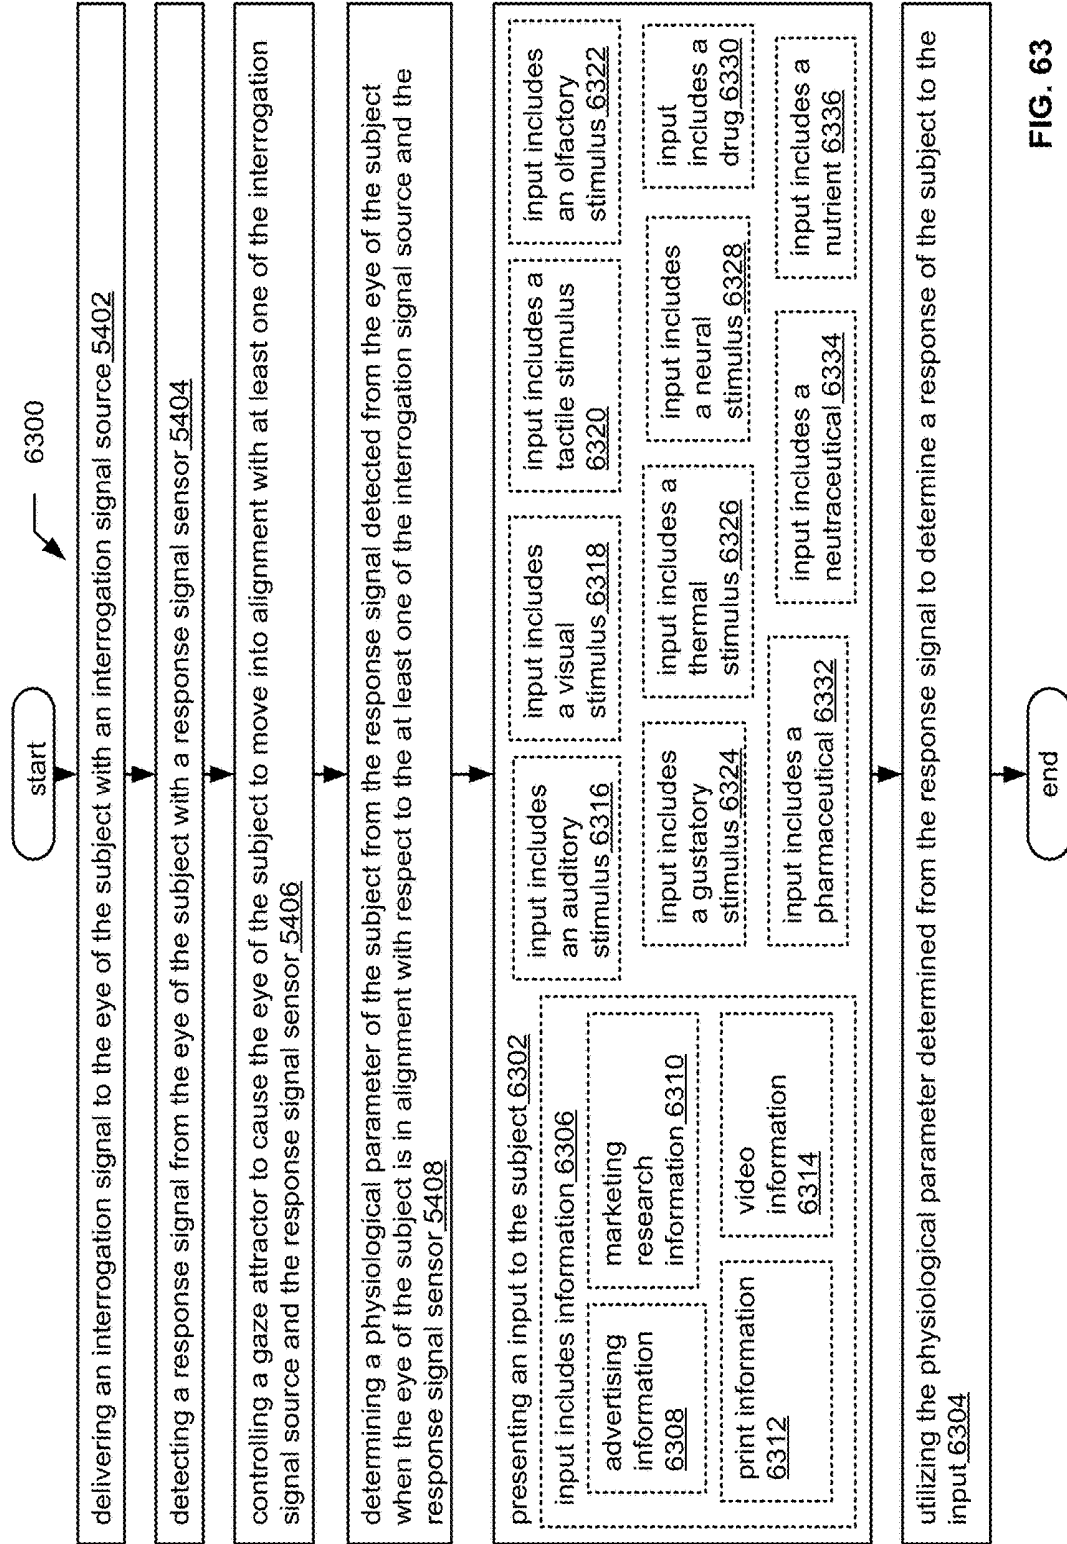 6300
start
delivering an interrogation signal to the eye of the subject with an interrogation signal source 5402
detecting a response signal from the eye of the subject with a response signal sensor 5404
controlling a gaze attractor to cause the eye of the subject to move into alignment with at least one of the interrogation
signal source and the response signal sensor 5406
determining a physiological parameter of the subject from the response signal detected from the eye of the subject
when the eye of the subject is in alignment with respect to the at least one of the interrogation signal source and the
response signal sensor 5408
presenting an input to the subject 6302
input includes information 6306
advertising
information
6308
marketing
research
information 6310
print information
6312
video
information
6314
input includes
an auditory
stimulus 6316
input includes
a visual
stimulus 6318
input includes a
tactile stimulus
6320
input includes
an olfactory
stimulus 6322
input includes
a gustatory
stimulus 6324
input includes a
thermal
stimulus 6326
input includes
a neural
stimulus 6328
input
includes a
drug 6330
input includes a
pharmaceutical 6332
input includes a
neutraceutical 6334
input includes a
nutrient 6336
utilizing the physiological parameter determined from the response signal to determine a response of the subject to the
input 6304
end
FIG. 63